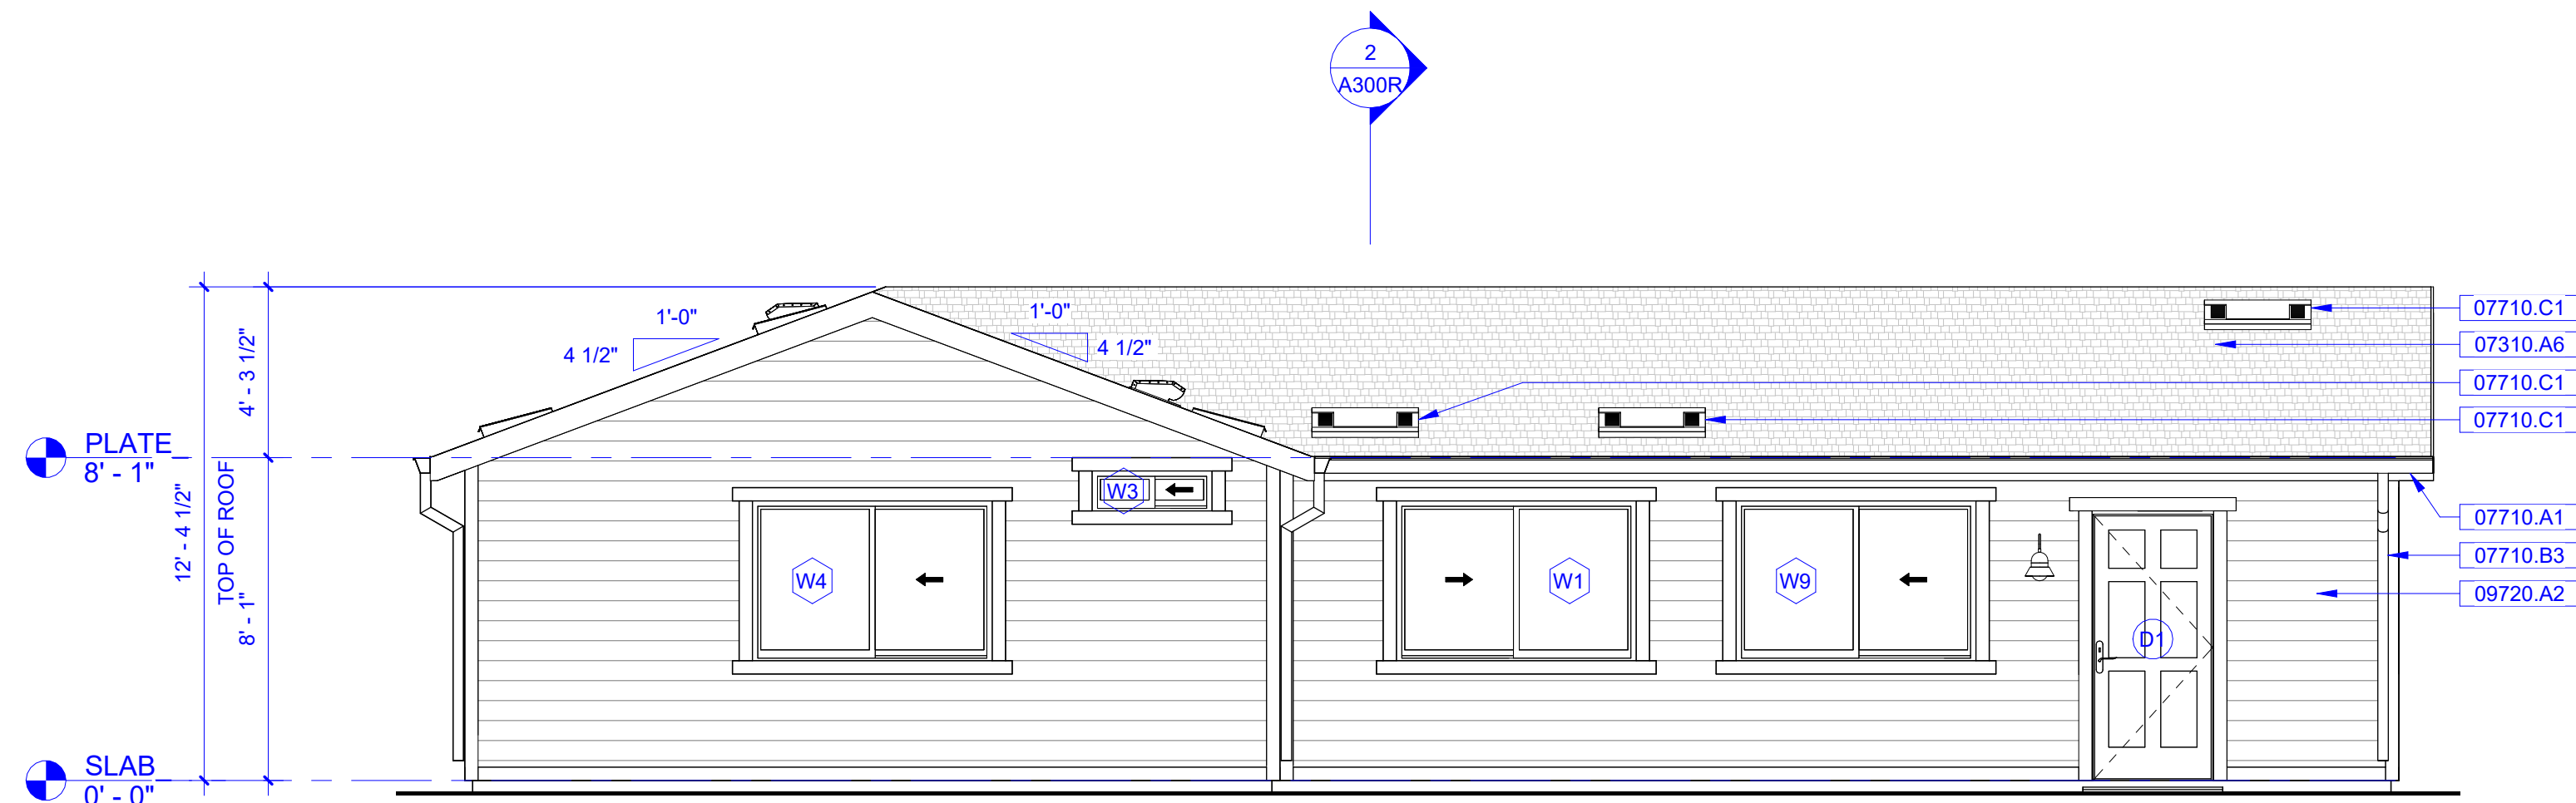 2
A300R
1'-0"
4 1/2"
1'-0"
4 1/2"
4' - 3 1/2"
12' - 4 1/2"
TOP OF ROOF
8' - 1"
PLATE
8' - 1"
SLAB
0' - 0"
W3
W4
W1
W9
D1
07710.C1
07310.A6
07710.C1
07710.C1
07710.A1
07710.B3
09720.A2